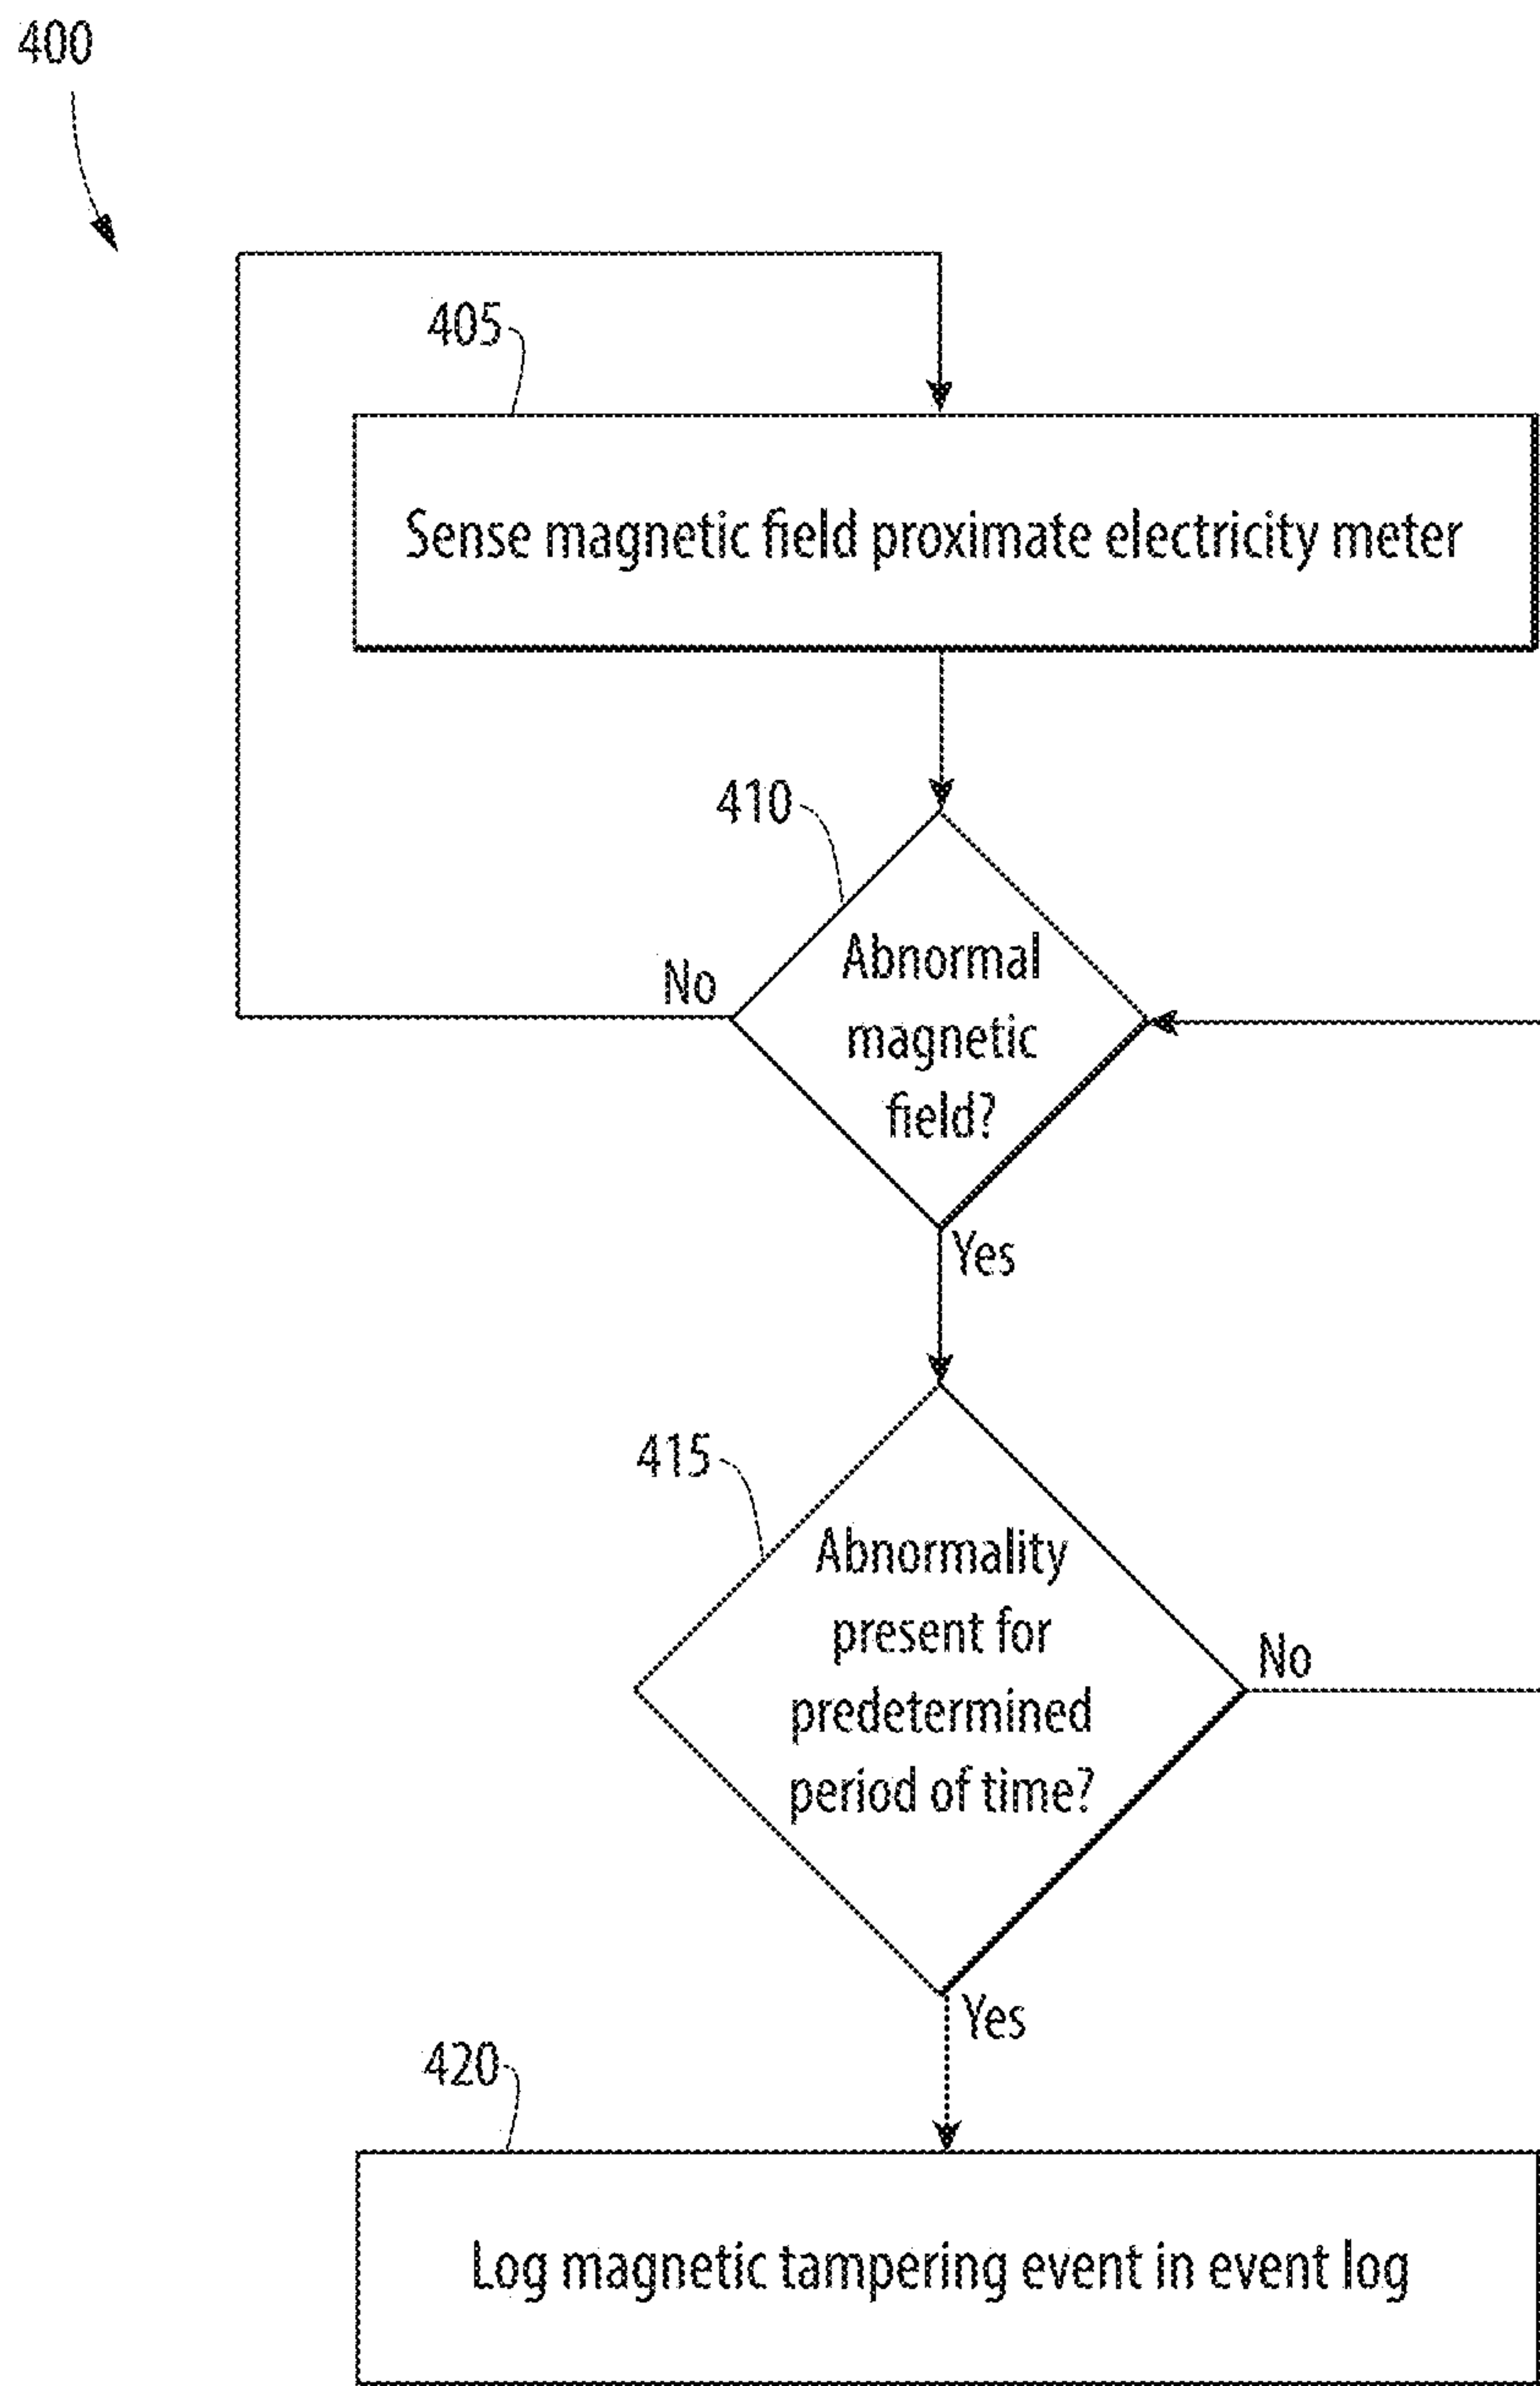 400
405
Sense magnetic field proximate electricity meter
410
Abnormal
magnetic
field?
No
Yes
415
Abnormality
present for
predetermined
period of time?
No
Yes
420
Log magnetic tampering event in event log